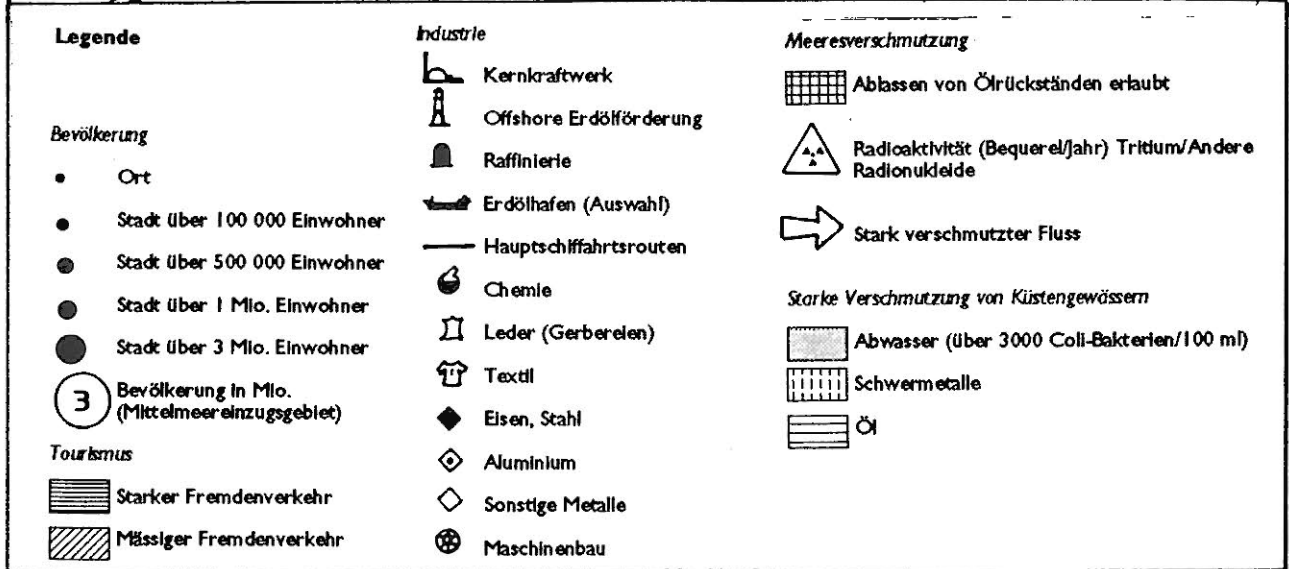 Legende
Bevölkerung
Ort
Stadt über 100 000 Einwohner
Stadt über 500 000 Einwohner
Stadt über 1 Mio. Einwohner
Stadt über 3 Mio. Einwohner
3
Bevölkerung in Mio.
(Mittelmeereinzugsgebiet)
Tourismus
Starker Fremdenverkehr
Mässiger Fremdenverkehr
Industrie
Kernkraftwerk
Offshore Erdölförderung
Raffinierie
Erdölhafen (Auswahl)
Hauptschiffahrtsrouten
Chemie
Leder (Gerbereien)
Textil
Eisen, Stahl
Aluminium
Sonstige Metalle
Maschinenbau
Meeresverschmutzung
Ablassen von Ölrückständen erlaubt
Radioaktivität (Bequerel/Jahr) Tritium/Andere
Radionukleide
Stark verschmutzter Fluss
Starke Verschmutzung von Küstengewässern
Abwasser (über 3000 Coli-Bakterien/100 ml)
Schwermetalle
Öl